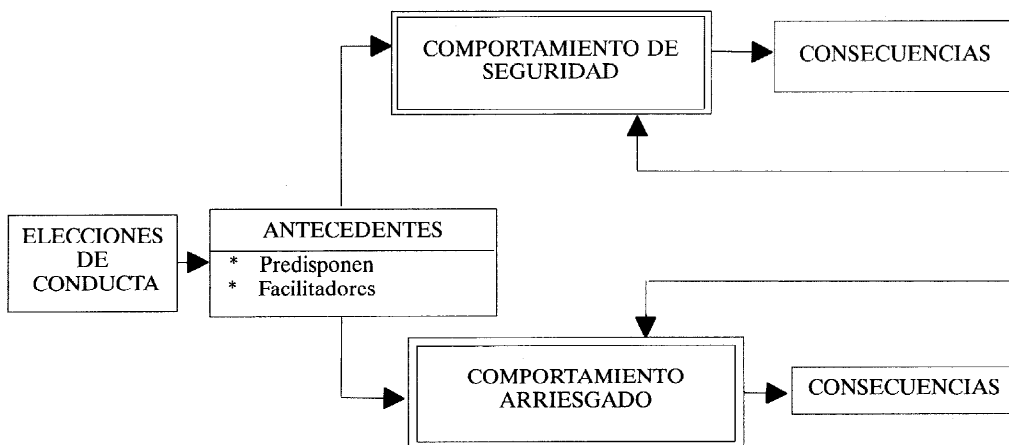 COMPORTAMIENTO DE
SEGURIDAD
CONSECUENCIAS
ELECCIONES
DE
CONDUCTA
ANTECEDENTES
* Predisponen
* Facilitadores
COMPORTAMIENTO
ARRIESGADO
CONSECUENCIAS